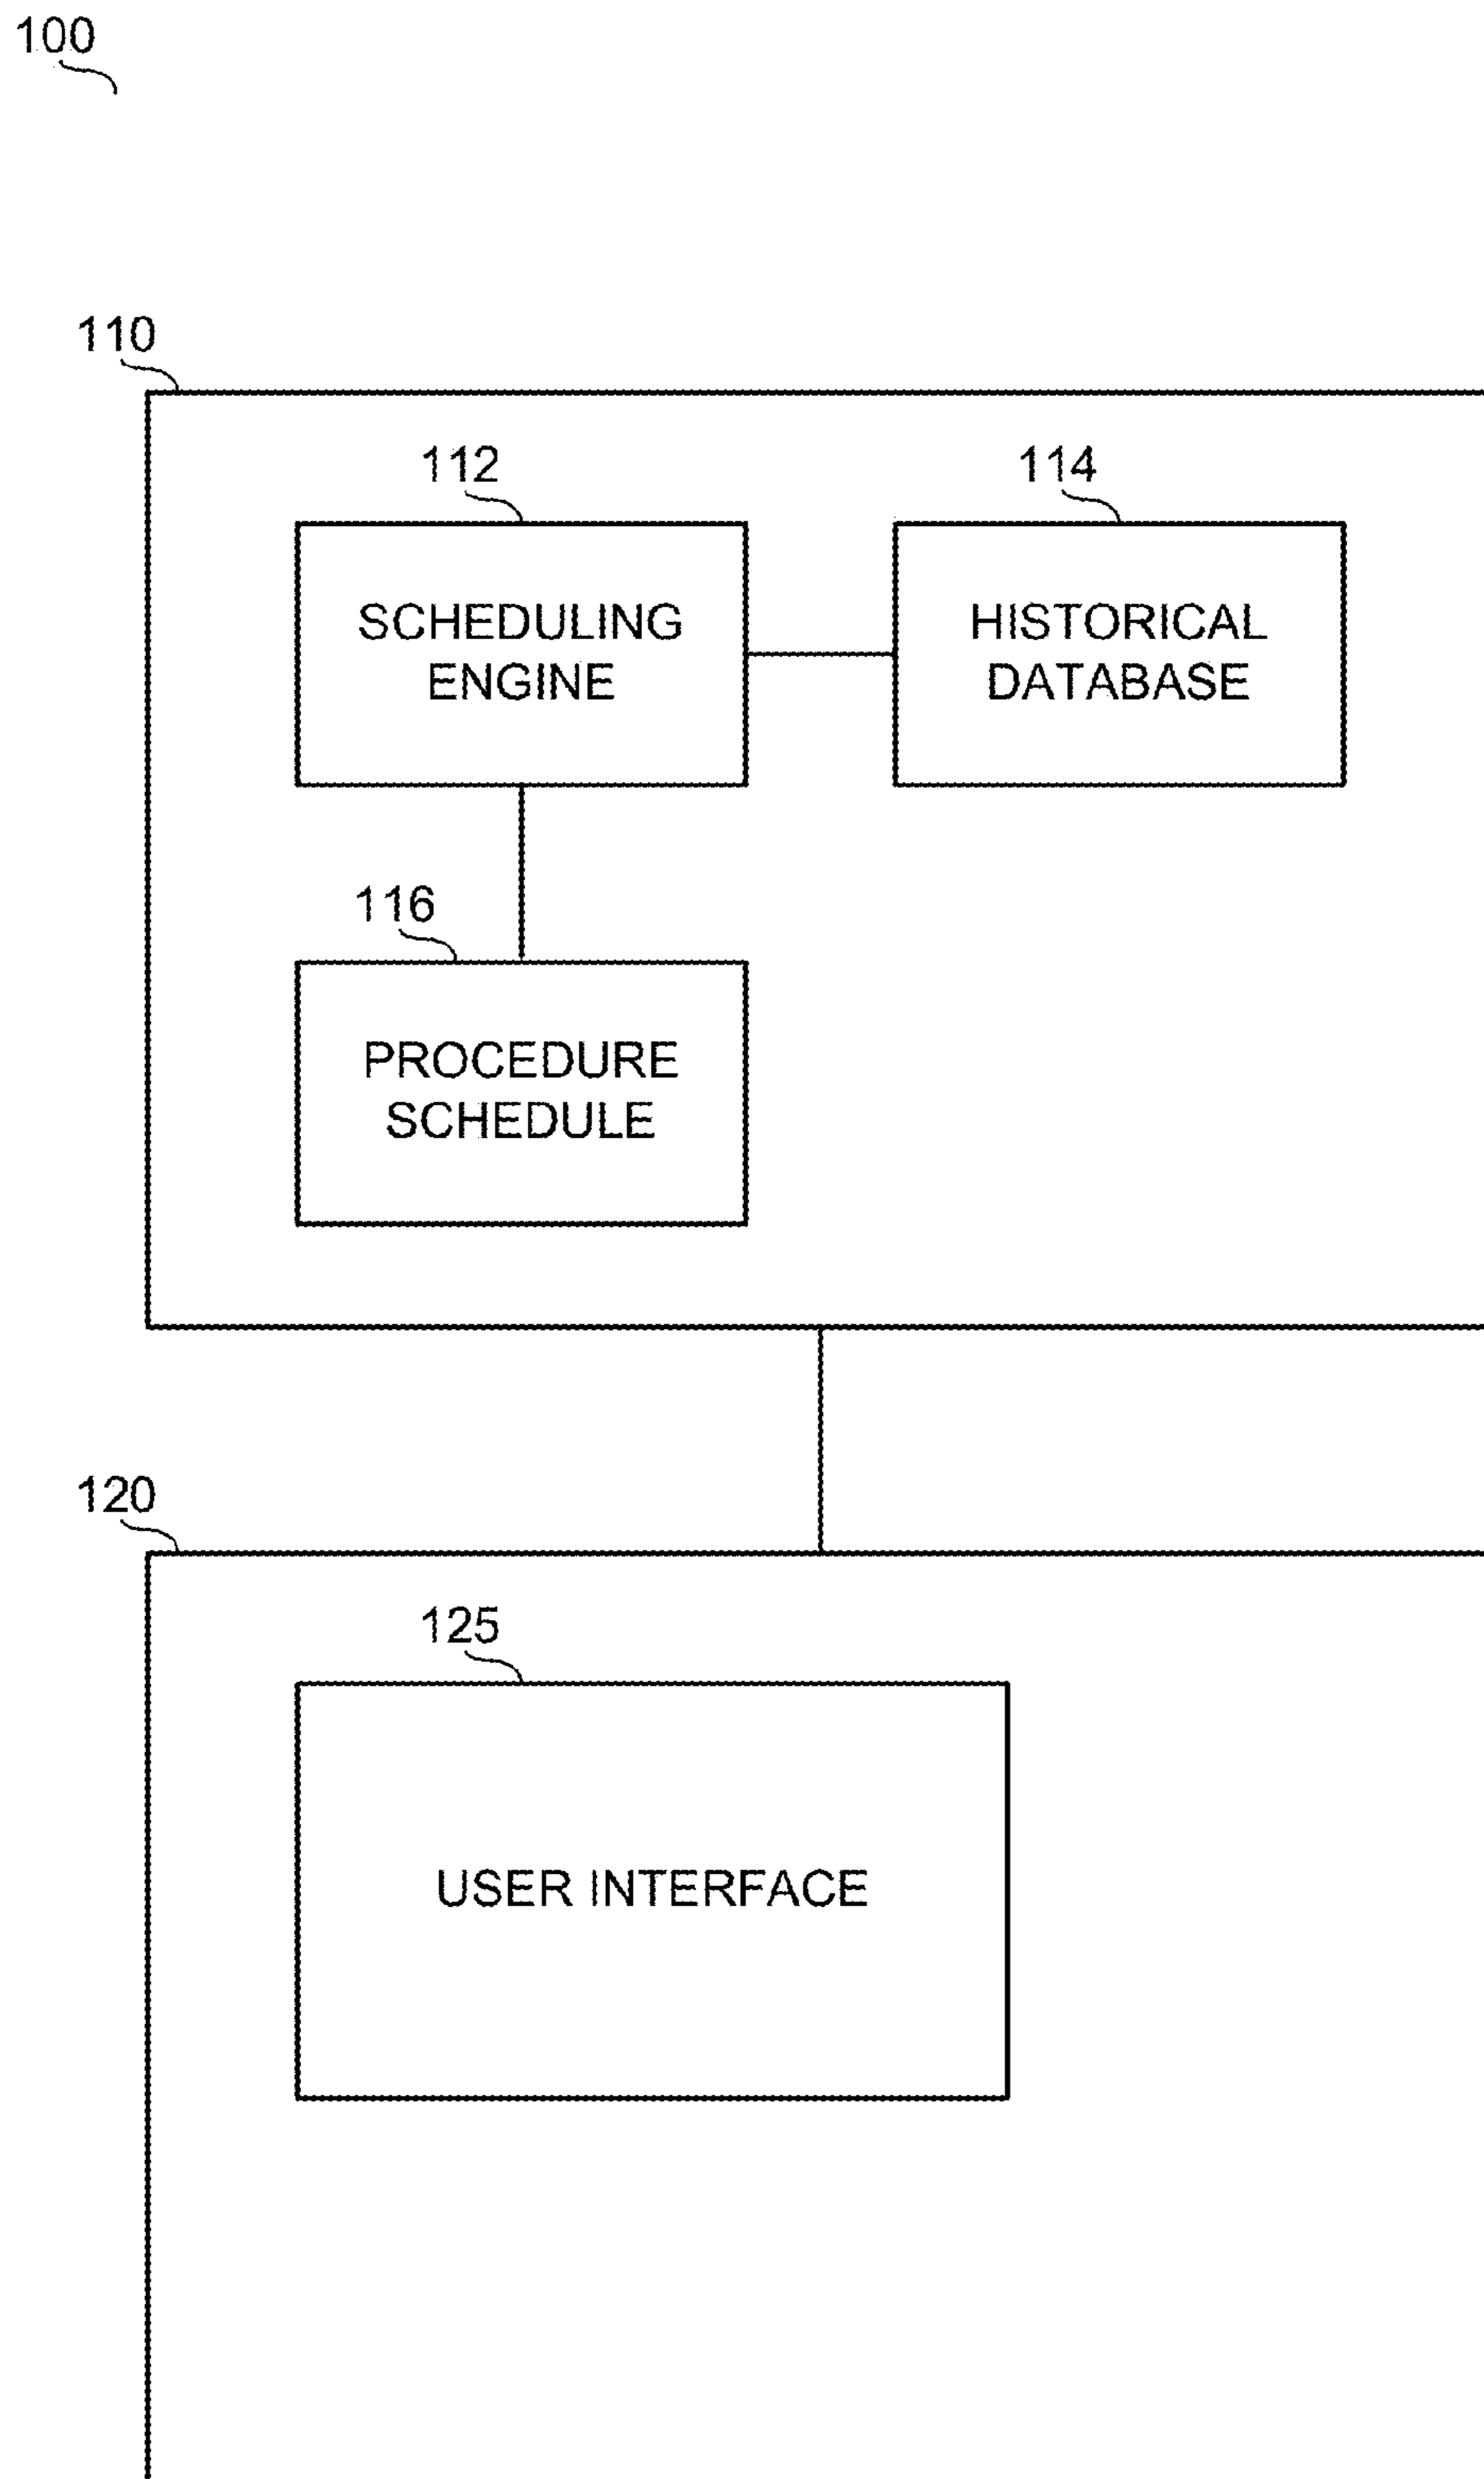 100
110
112
114
SCHEDULING
ENGINE
HISTORICAL
DATABASE
116
PROCEDURE
SCHEDULE
120
125
USER INTERFACE